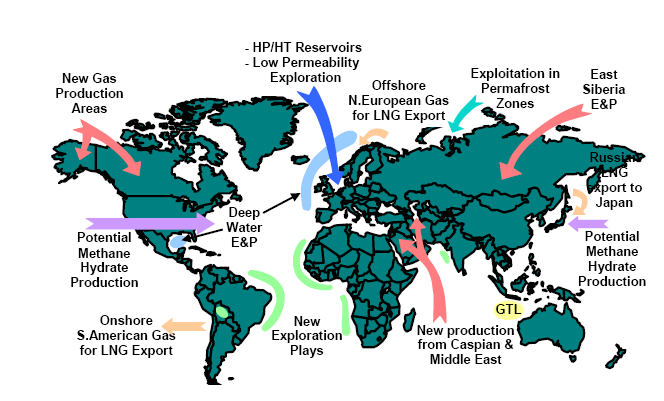 - HP/HT Reservoirs
- Low Permeability
Exploration
New Gas
Production
Areas
Offshore
N.European Gas
for LNG Export
Exploitation in
Permafrost
Zones
East
Siberia
E&P
Russian
LNG
Export to
Japan
Deep
Water
E&P
Potential
Methane
Hydrate
Production
Potential
Methane
Hydrate
Production
Onshore
S.American Gas
for LNG Export
New
Exploration
Plays
New production
from Caspian &
Middle East
GTL